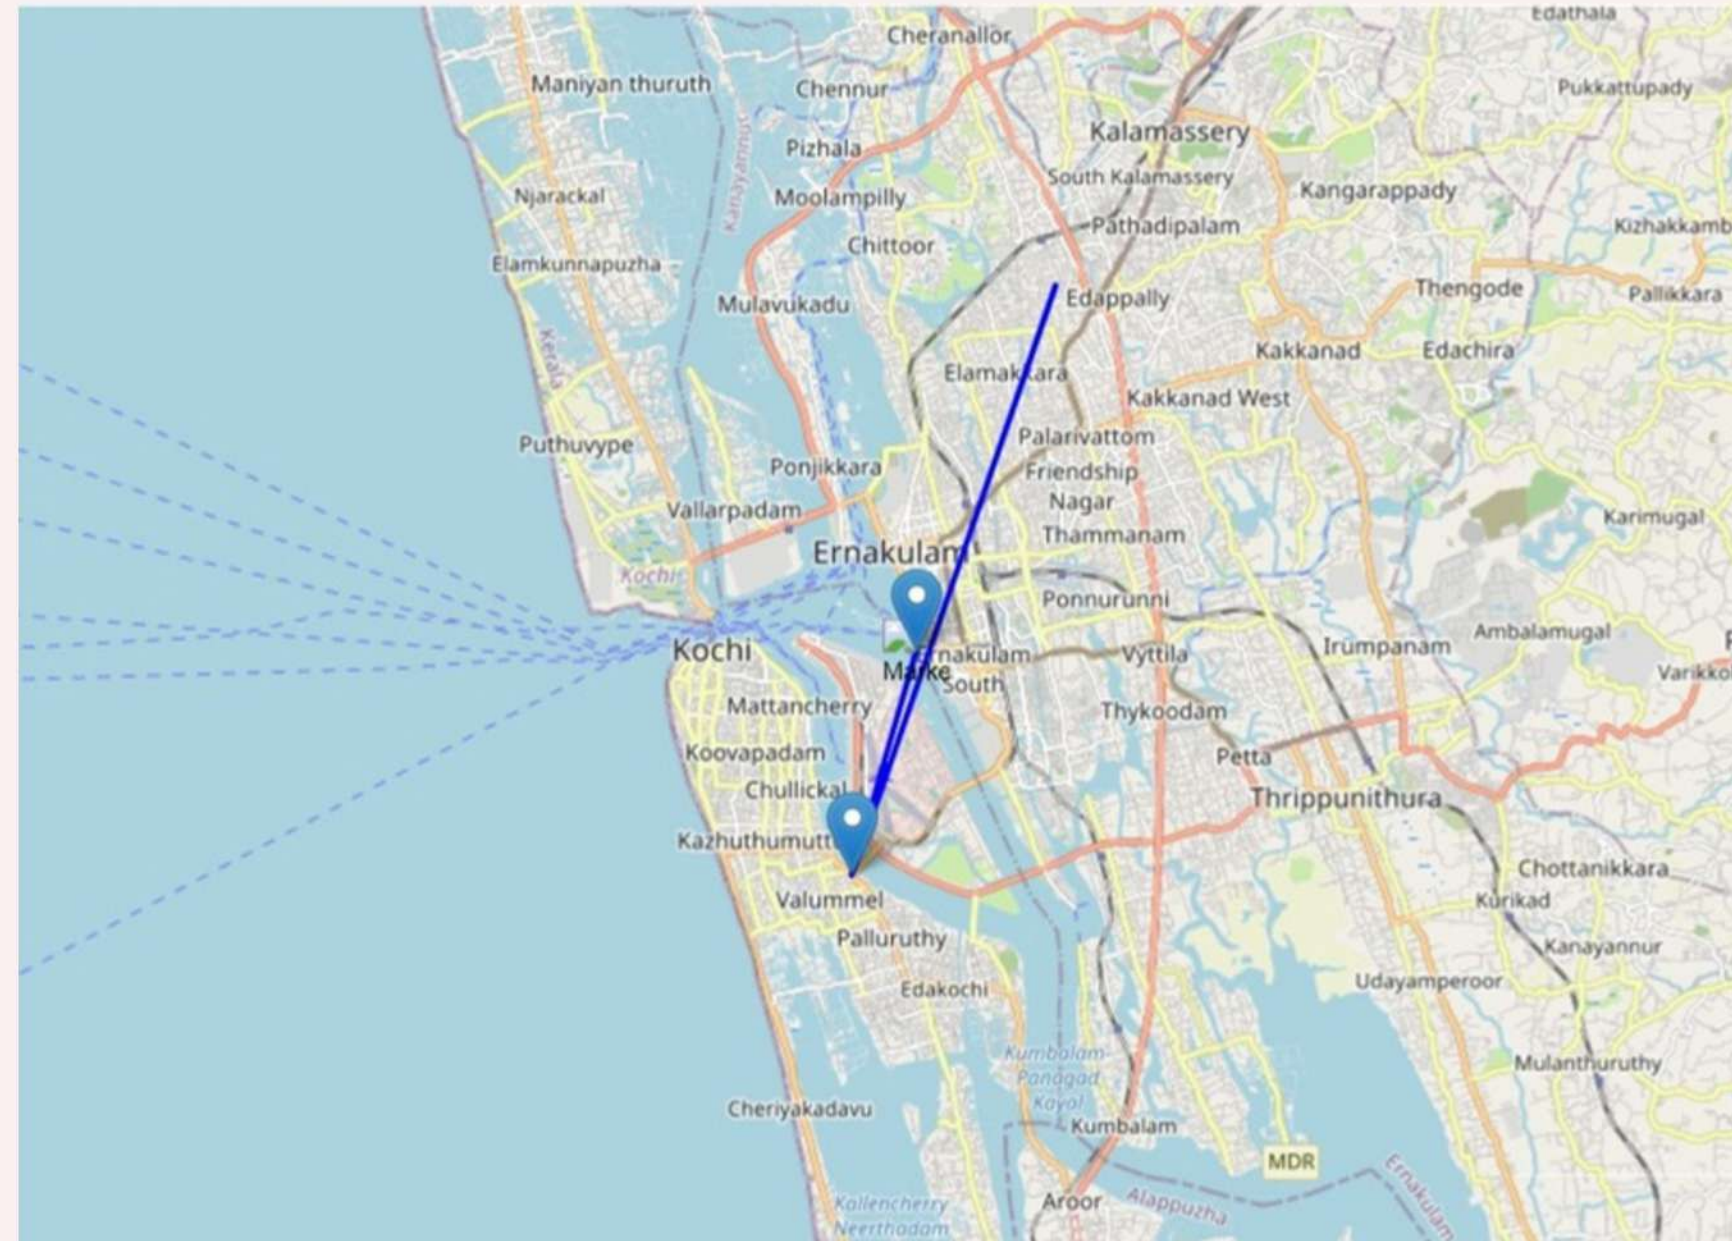 Edathala
Cheranallor
Maniyan thuruth
Chennur
Pukkattupady
Kalamassery
Pizhala
Kanayannur
South Kalamassery
Njarackal
Moolampilly
Kangarappady
Pathadipalam
Kizhakkamb
Chittoor
Elamkunnapuzha
Mulavukadu
Edappally
Thengode
Pallikkara
Kerala
Kakkanad
Edachira
Elamakkara
Kakkanad West
Puthuvype
Palarivattom
Ponjikkara
Friendship
Nagar
Vallarpadam
Karimugal
Thammanam
Ernakulam
Kochi
Ponnurunni
Kochi
Ernakulam
South
Marke
Vyttila
Irumpanam
Ambalamugal
Varikko
Mattancherry
Thykoodam
Koovapadam
Petta
Chullickal
Thrippunithura
Kazhuthumutt
Chottanikkara
Valummel
Kurikad
Palluruthy
Kanayannur
Edakochi
Udayamperoor
Kumbalam-
Panagad
Kayal
Mulanthuruthy
Cheriyakadavu
Kumbalam
MDR
Aroor
Alappuzha
Ernakulam
Kallencherry
Neerthadam